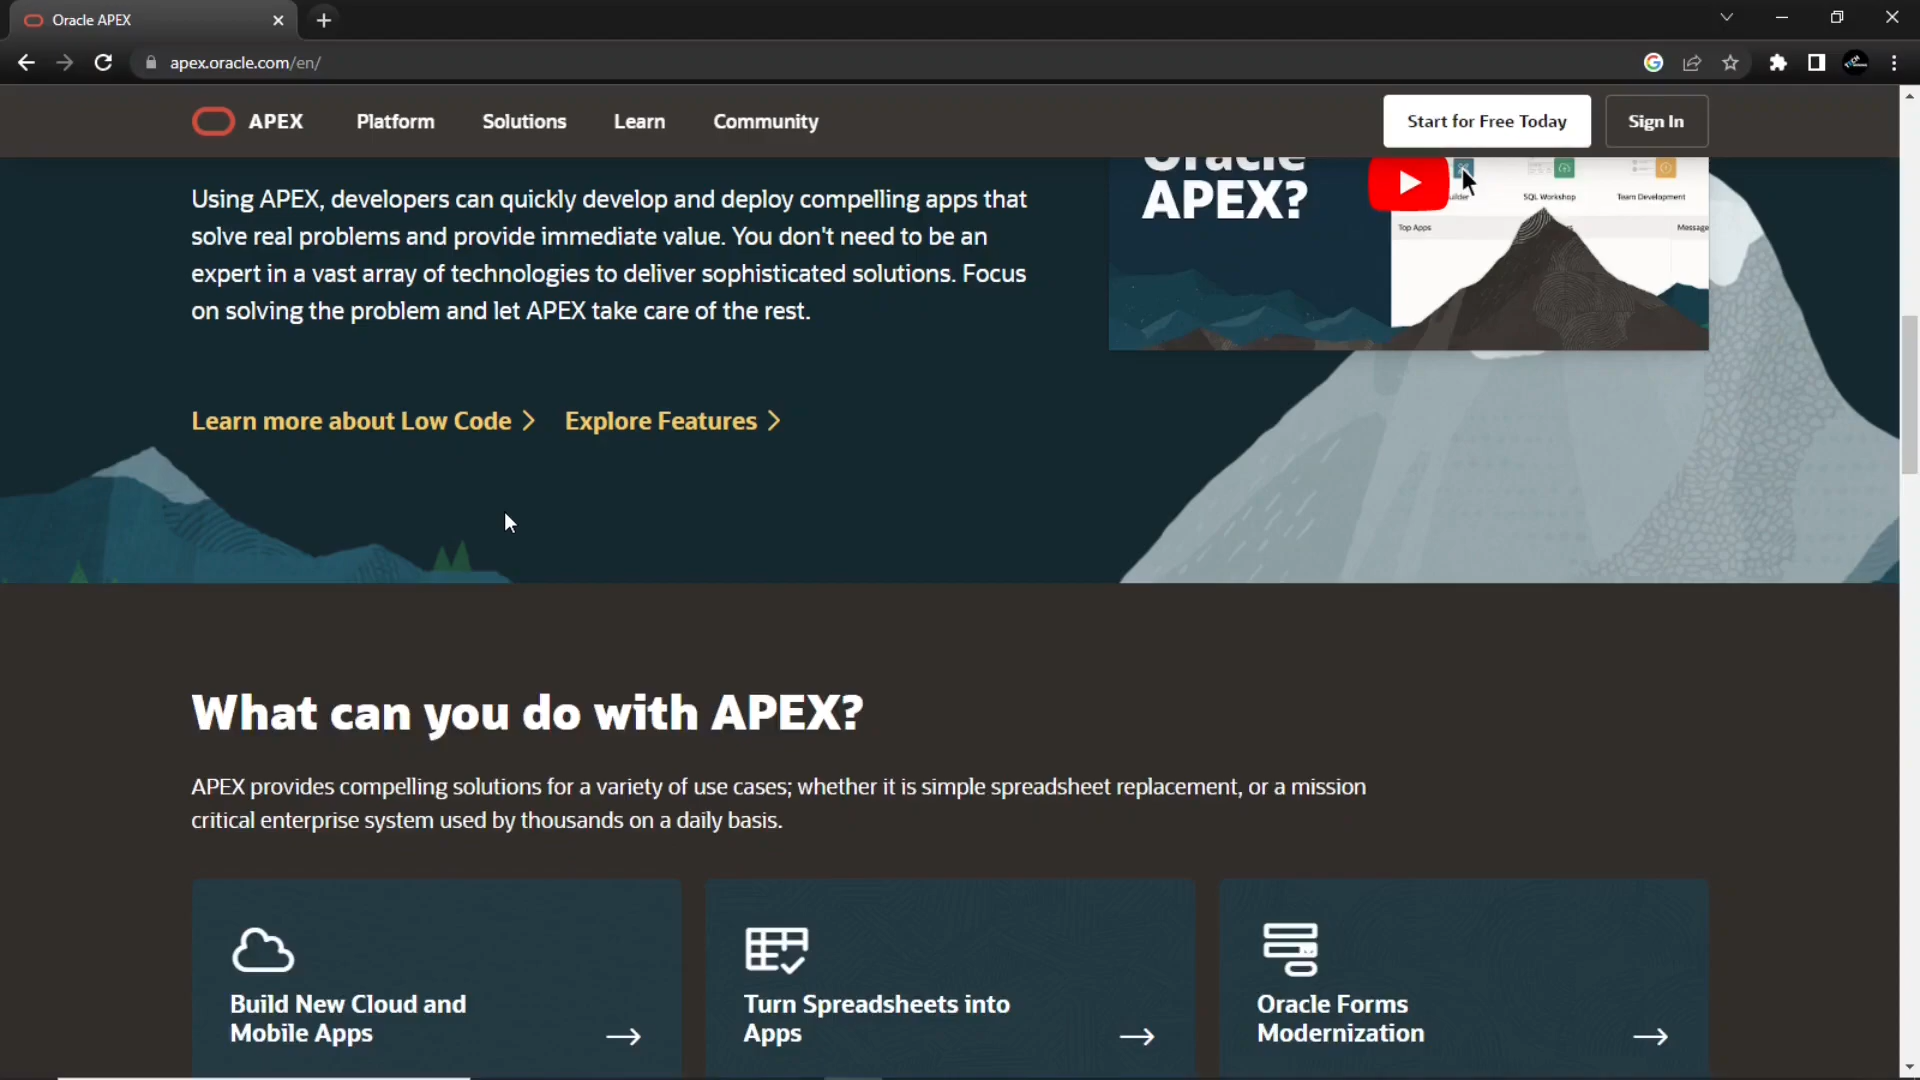 Oracle APEX
apex.oracle.com/en/
APEX
Platform
Solutions
Learn
Community
Start for Free Today
Sign In
Using APEX, developers can quickly develop and deploy compelling apps that
solve real problems and provide immediate value. You don't need to be an
expert in a vast array of technologies to deliver sophisticated solutions. Focus
on solving the problem and let APEX take care of the rest.
Oracle
APEX?
SQL Workshop
Team Development
Top Apps
Message
Learn more about Low Code
Explore Features
What can you do with APEX?
APEX provides compelling solutions for a variety of use cases; whether it is simple spreadsheet replacement, or a mission
critical enterprise system used by thousands on a daily basis.
Build New Cloud and
Mobile Apps
Turn Spreadsheets into
Apps
Oracle Forms
Modernization